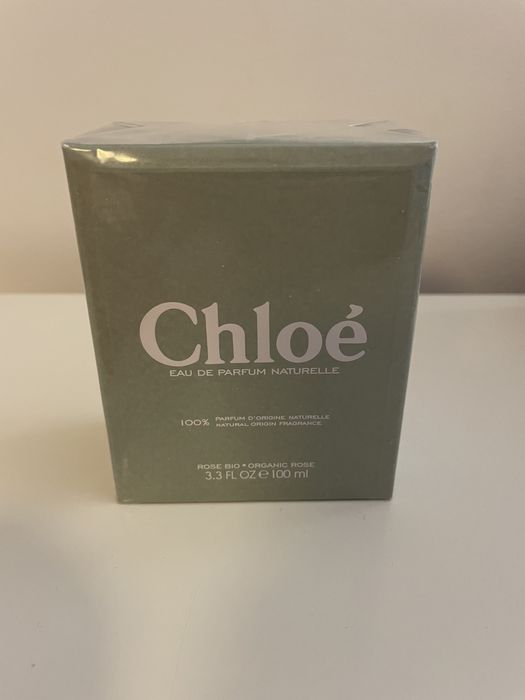 Chloé
EAU DE PARFUM NATURELLE
100% PARFUM D'ORIGINE NATURELLE
NATURAL ORIGIN FRAGRANCE
ROSE BIO • ORGANIC ROSE
3.3 FL OZ ℮ 100 ml